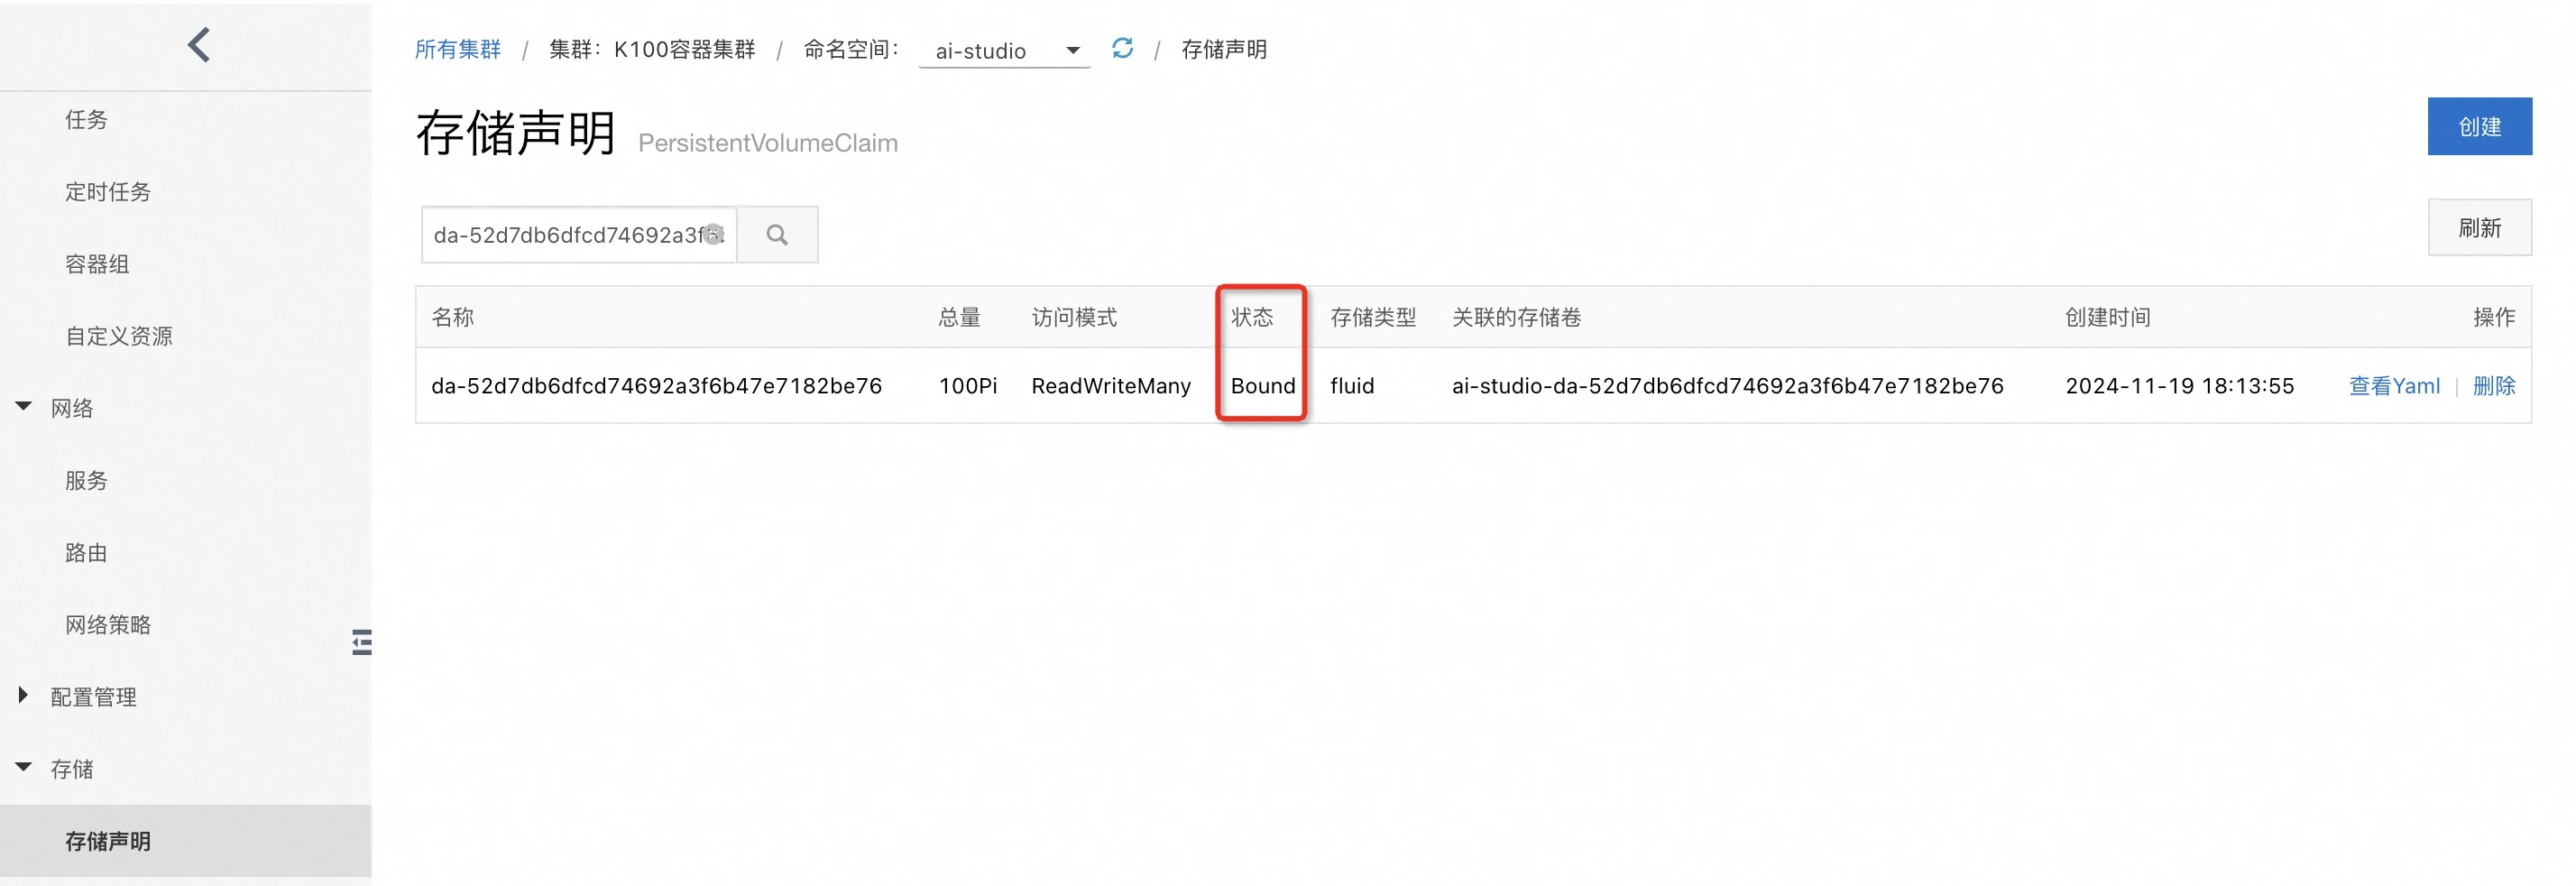 所有集群 / 集群：K100容器集群 / 命名空间： ai-studio / 存储声明
存储声明 PersistentVolumeClaim
创建
da-52d7db6dfcd74692a3f
刷新
名称 总量 访问模式 状态 存储类型 关联的存储卷 创建时间 操作
da-52d7db6dfcd74692a3f6b47e7182be76 100Pi ReadWriteMany Bound fluid ai-studio-da-52d7db6dfcd74692a3f6b47e7182be76 2024-11-19 18:13:55 查看Yaml | 删除
任务
定时任务
容器组
自定义资源
网络
服务
路由
网络策略
配置管理
存储
存储声明